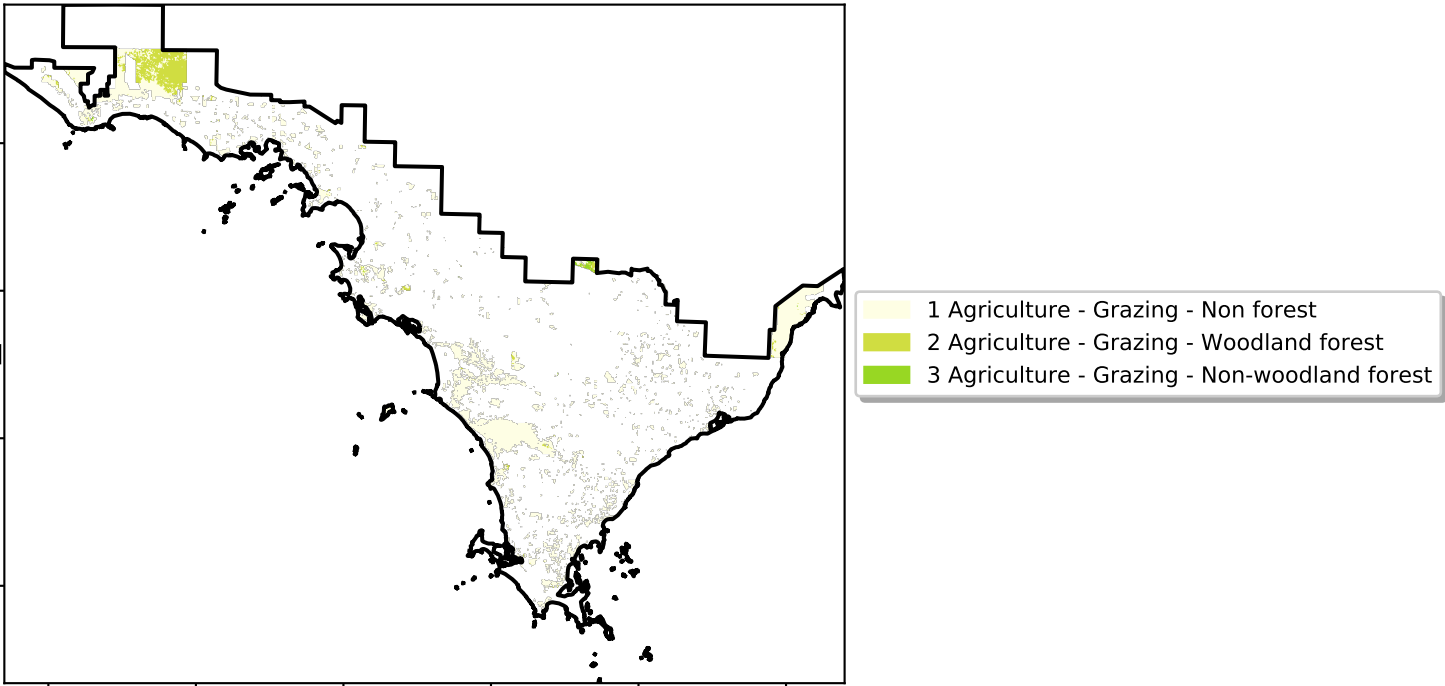 1 Agriculture - Grazing - Non forest
2 Agriculture - Grazing - Woodland forest
3 Agriculture - Grazing - Non-woodland forest